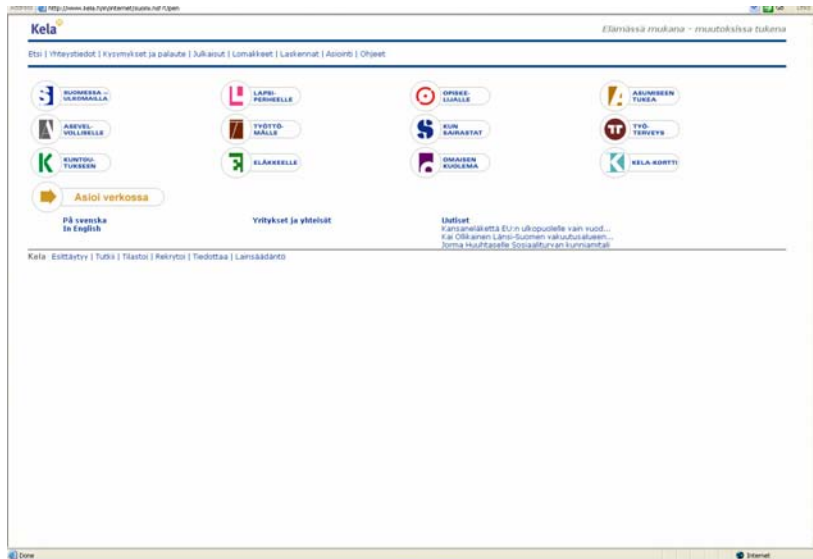 http://www.kela.fi/in/internet/suomi.nsf?Open
Go
Kela
Elämässä mukana - muutoksissa tukena
Etsi | Yhteystiedot | Kysymykset ja palaute | Julkaisut | Lomakkeet | Laskennat | Asiointi | Ohjeet
SUOMESSA – ULKOMAILLA
LAPSI-
PERHEELLE
OPISKE-
LIJALLE
ASUMISEEN
TUKEA
ASEVEL-
VOLLISELLE
TYÖTTÖ-
MÄLLE
KUN
SAIRASTAT
TYÖ-
TERVEYS
KUNTOU-
TUKSEEN
ELÄKKEELLE
OMAISEN
KUOLEMA
KELA-KORTTI
Asioi verkossa
På svenska
In English
Yritykset ja yhteisöt
Uutiset
Kansaneläkettä EU:n ulkopuolelle vain vuod...
Kai Ollikainen Länsi-Suomen vakuutusalueen...
Jorma Huuhtaselle Sosiaaliturvan kunniamitali
Kela Esittäytyy | Tutkii | Tilastoi | Rekrytoi | Tiedottaa | Lainsäädäntö
Done
Internet